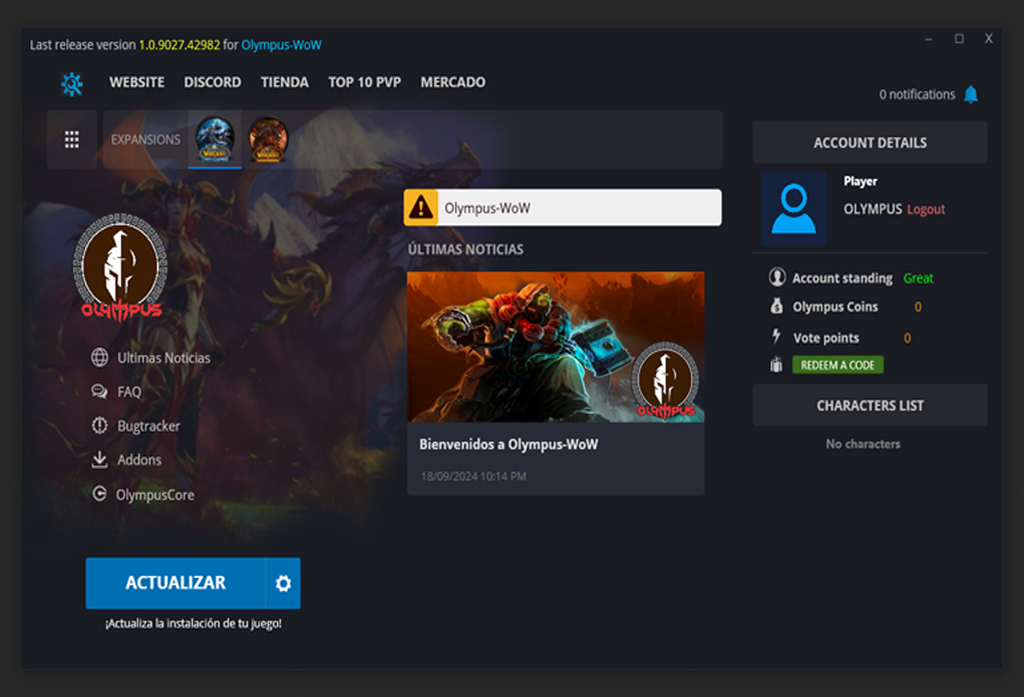 Last release version 1.0.9027.42982 for Olympus-WoW
X
WEBSITE DISCORD TIENDA TOP 10 PVP MERCADO
0 notifications
EXPANSIONS
ACCOUNT DETAILS
Player
OLYMPUS Logout
Olympus-WoW
ÚLTIMAS NOTICIAS
Account standing Great
Olympus Coins 0
Vote points 0
REDEEM A CODE
CHARACTERS LIST
No characters
OLYMPUS
Ultimas Noticias
FAQ
Bugtracker
Addons
OlympusCore
OLYMPUS
Bienvenidos a Olympus-WoW
18/09/2024 10:14 PM
ACTUALIZAR
¡Actualiza la instalación de tu juego!